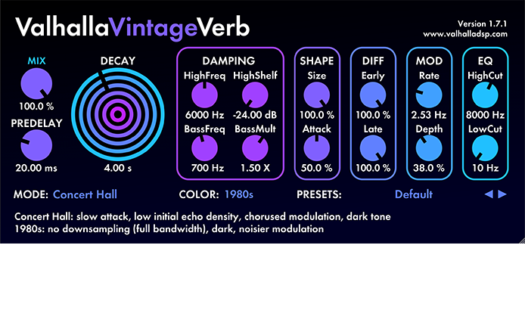 ValhallaVintageVerb
Version 1.7.1
www.valhalladsp.com
MIX
100.0 %
PREDELAY
20.00 ms
DECAY
4.00 s
DAMPING
HighFreq HighShelf
6000 Hz -24.00 dB
BassFreq BassMult
700 Hz 1.50 X
SHAPE
Size
100.0 %
Attack
50.0 %
DIFF
Early
100.0 %
Late
100.0 %
MOD
Rate
2.53 Hz
Depth
38.0 %
EQ
HighCut
8000 Hz
LowCut
10 Hz
MODE: Concert Hall COLOR: 1980s PRESETS: Default
Concert Hall: slow attack, low initial echo density, chorused modulation, dark tone
1980s: no downsampling (full bandwidth), dark, noisier modulation